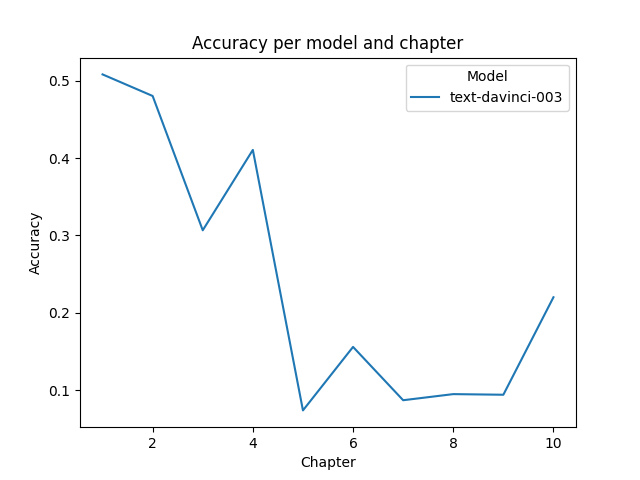 Accuracy per model and chapter
Model
text-davinci-003
0.5
0.4
0.3
0.2
0.1
Accuracy
2
4
6
8
10
Chapter